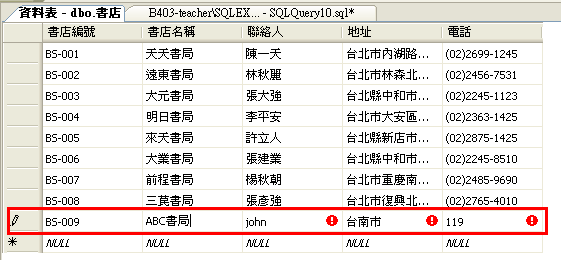 資料表 - dbo.書店 B403-teacher\SQLEX... - SQLQuery10.sql*
書店編號 書店名稱 聯絡人 地址 電話
BS-001 天天書局 陳一天 台北市內湖路... (02)2699-1245
BS-002 遠東書局 林秋麗 台北市林森北... (02)2456-7531
BS-003 大元書局 張大強 台北縣中和市... (02)2245-1123
BS-004 明日書局 李平安 台北市大安區... (02)2363-1425
BS-005 來天書局 許立人 台北縣新店市... (02)2875-1425
BS-006 大業書局 張建業 台北縣中和市... (02)2245-8510
BS-007 前程書局 楊秋朝 台北市重慶南... (02)2485-9690
BS-008 三莫書局 張彥強 台北市復興北... (02)2765-4010
BS-009 ABC書局 john 台南市 119
NULL NULL NULL NULL NULL